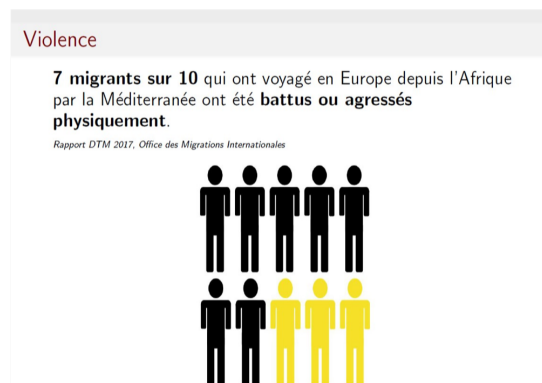 Violence
7 migrants sur 10 qui ont voyagé en Europe depuis l'Afrique
par la Méditerranée ont été battus ou agressés
physiquement.
Rapport DTM 2017, Office des Migrations Internationales